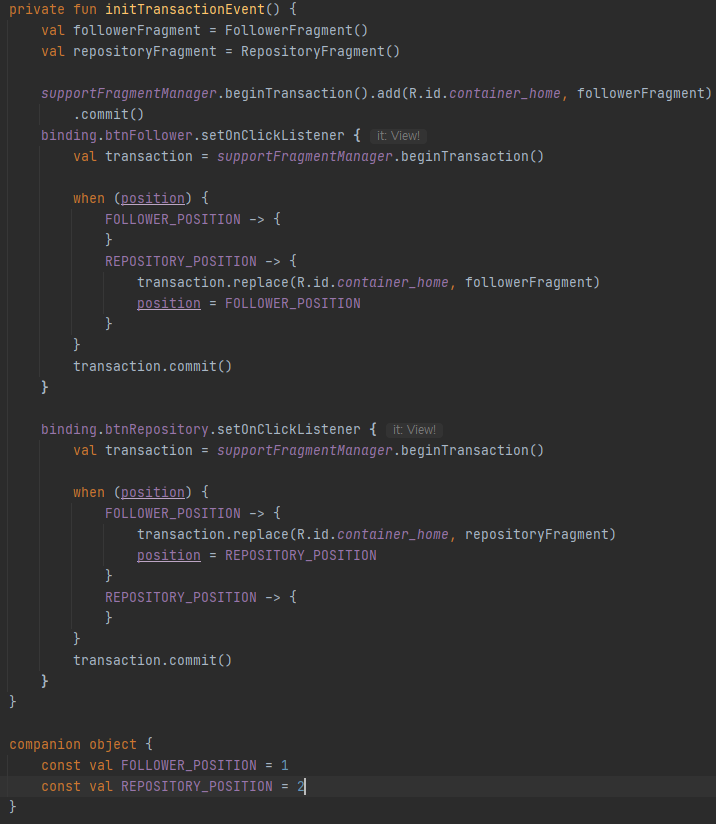 private fun initTransactionEvent() {
    val followerFragment = FollowerFragment()
    val repositoryFragment = RepositoryFragment()

    supportFragmentManager.beginTransaction().add(R.id.container_home, followerFragment)
        .commit()
    binding.btnFollower.setOnClickListener { it: View!
        val transaction = supportFragmentManager.beginTransaction()

        when (position) {
            FOLLOWER_POSITION -> {
            }
            REPOSITORY_POSITION -> {
                transaction.replace(R.id.container_home, followerFragment)
                position = FOLLOWER_POSITION
            }
        }
        transaction.commit()
    }

    binding.btnRepository.setOnClickListener { it: View!
        val transaction = supportFragmentManager.beginTransaction()

        when (position) {
            FOLLOWER_POSITION -> {
                transaction.replace(R.id.container_home, repositoryFragment)
                position = REPOSITORY_POSITION
            }
            REPOSITORY_POSITION -> {
            }
        }
        transaction.commit()
    }
}

companion object {
    const val FOLLOWER_POSITION = 1
    const val REPOSITORY_POSITION = 2
}